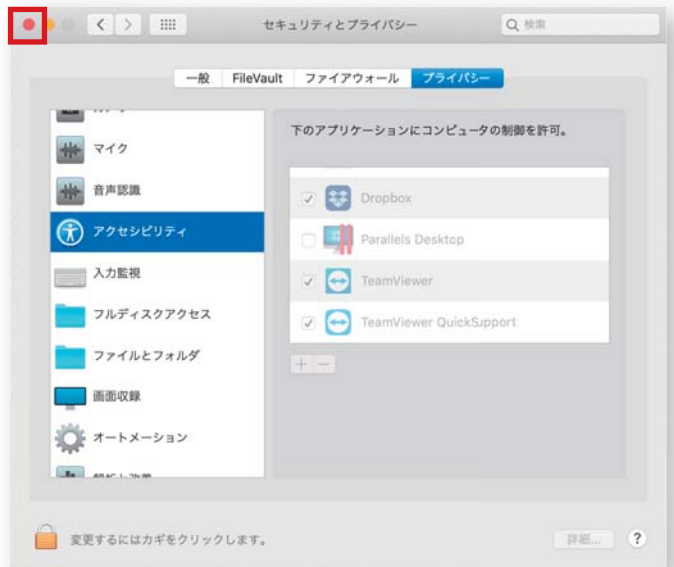 セキュリティとプライバシー
検索
一般 FileVault ファイアウォール プライバシー
下のアプリケーションにコンピュータの制御を許可。
マイク
音声認識
アクセシビリティ
入力監視
フルディスクアクセス
ファイルとフォルダ
画面収録
オートメーション
Dropbox
Parallels Desktop
TeamViewer
TeamViewer QuickSupport
変更するにはカギをクリックします。
詳細...
?